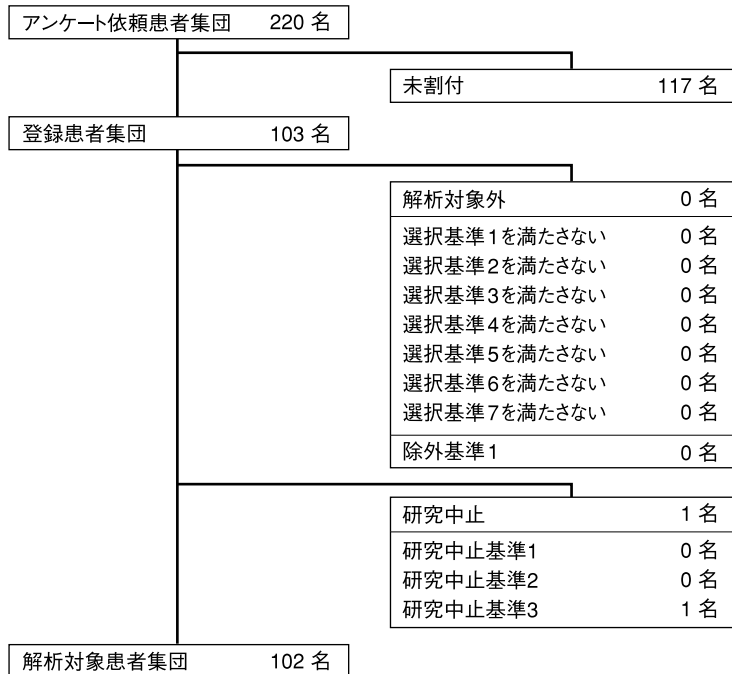 アンケート依頼患者集団 220 名
未割付 117 名
登録患者集団 103 名
解析対象外 0 名
選択基準1を満たさない 0 名
選択基準2を満たさない 0 名
選択基準3を満たさない 0 名
選択基準4を満たさない 0 名
選択基準5を満たさない 0 名
選択基準6を満たさない 0 名
選択基準7を満たさない 0 名
除外基準1 0 名
研究中止 1 名
研究中止基準1 0 名
研究中止基準2 0 名
研究中止基準3 1 名
解析対象患者集団 102 名